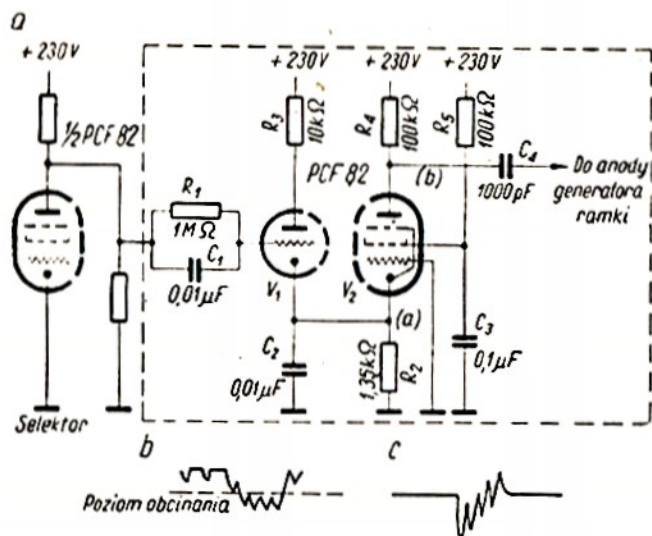 a
+ 230V
½ PCF 82
Selektor
+ 230V
+ 230V
+ 230V
R3
10kΩ
R4
100kΩ
R5
100kΩ
PCF 82
(b)
C4
1000pF
Do anody
generatora
ramki
R1
1MΩ
C1
0,01µF
V1
V2
(a)
C2
0,01µF
1,35kΩ
R2
C3
0,1µF
b
c
Poziom obcinania